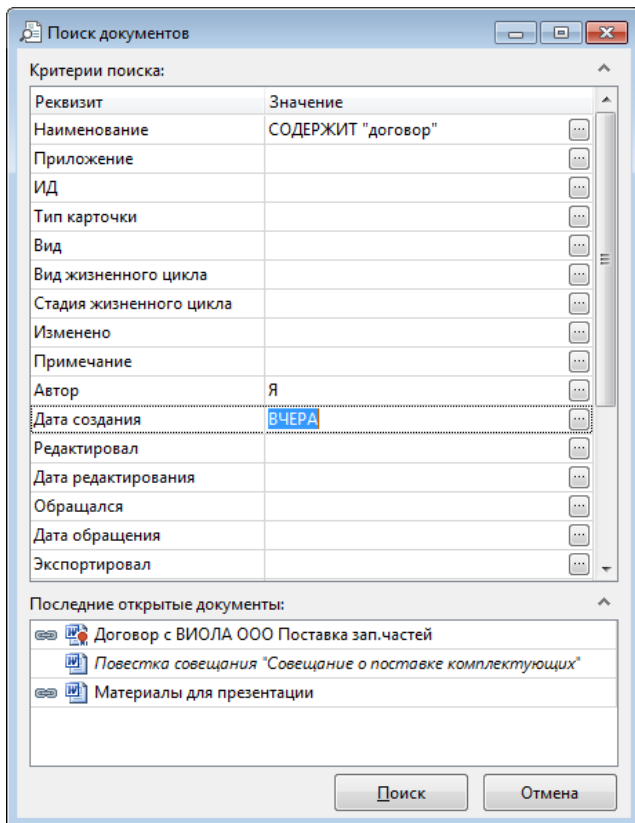 Поиск документов
Критерии поиска:
Реквизит Значение
Наименование СОДЕРЖИТ "договор"
Приложение
ИД
Тип карточки
Вид
Вид жизненного цикла
Стадия жизненного цикла
Изменено
Примечание
Автор Я
Дата создания ВЧЕРА
Редактировал
Дата редактирования
Обращался
Дата обращения
Экспортировал
Последние открытые документы:
Договор с ВИОЛА ООО Поставка зап.частей
Повестка совещания "Совещание о поставке комплектующих"
Материалы для презентации
Поиск Отмена